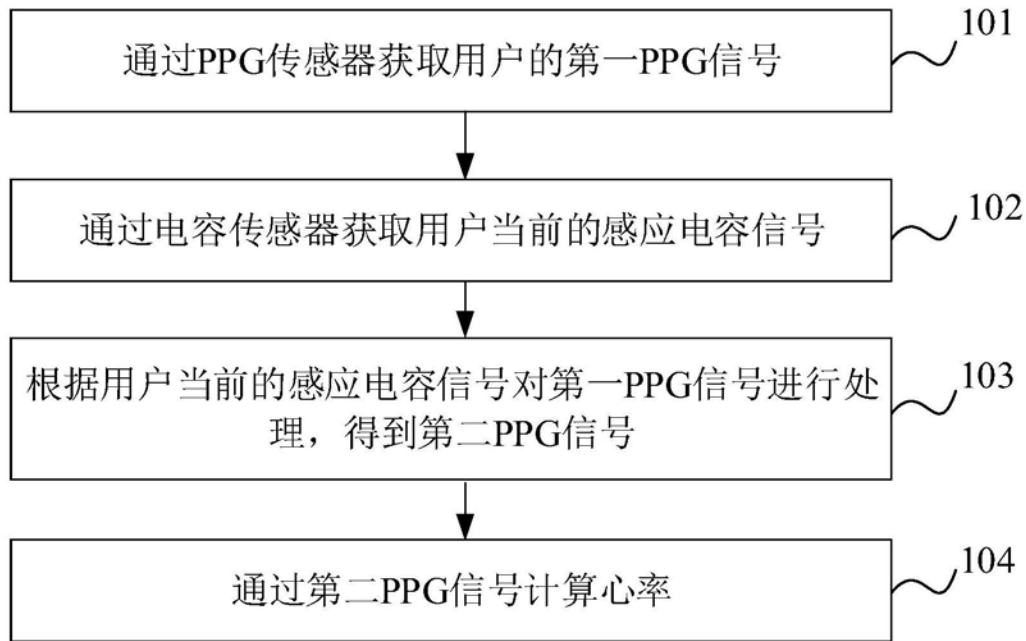 通过PPG传感器获取用户的第一PPG信号
101
通过电容传感器获取用户当前的感应电容信号
102
根据用户当前的感应电容信号对第一PPG信号进行处
理，得到第二PPG信号
103
通过第二PPG信号计算心率
104